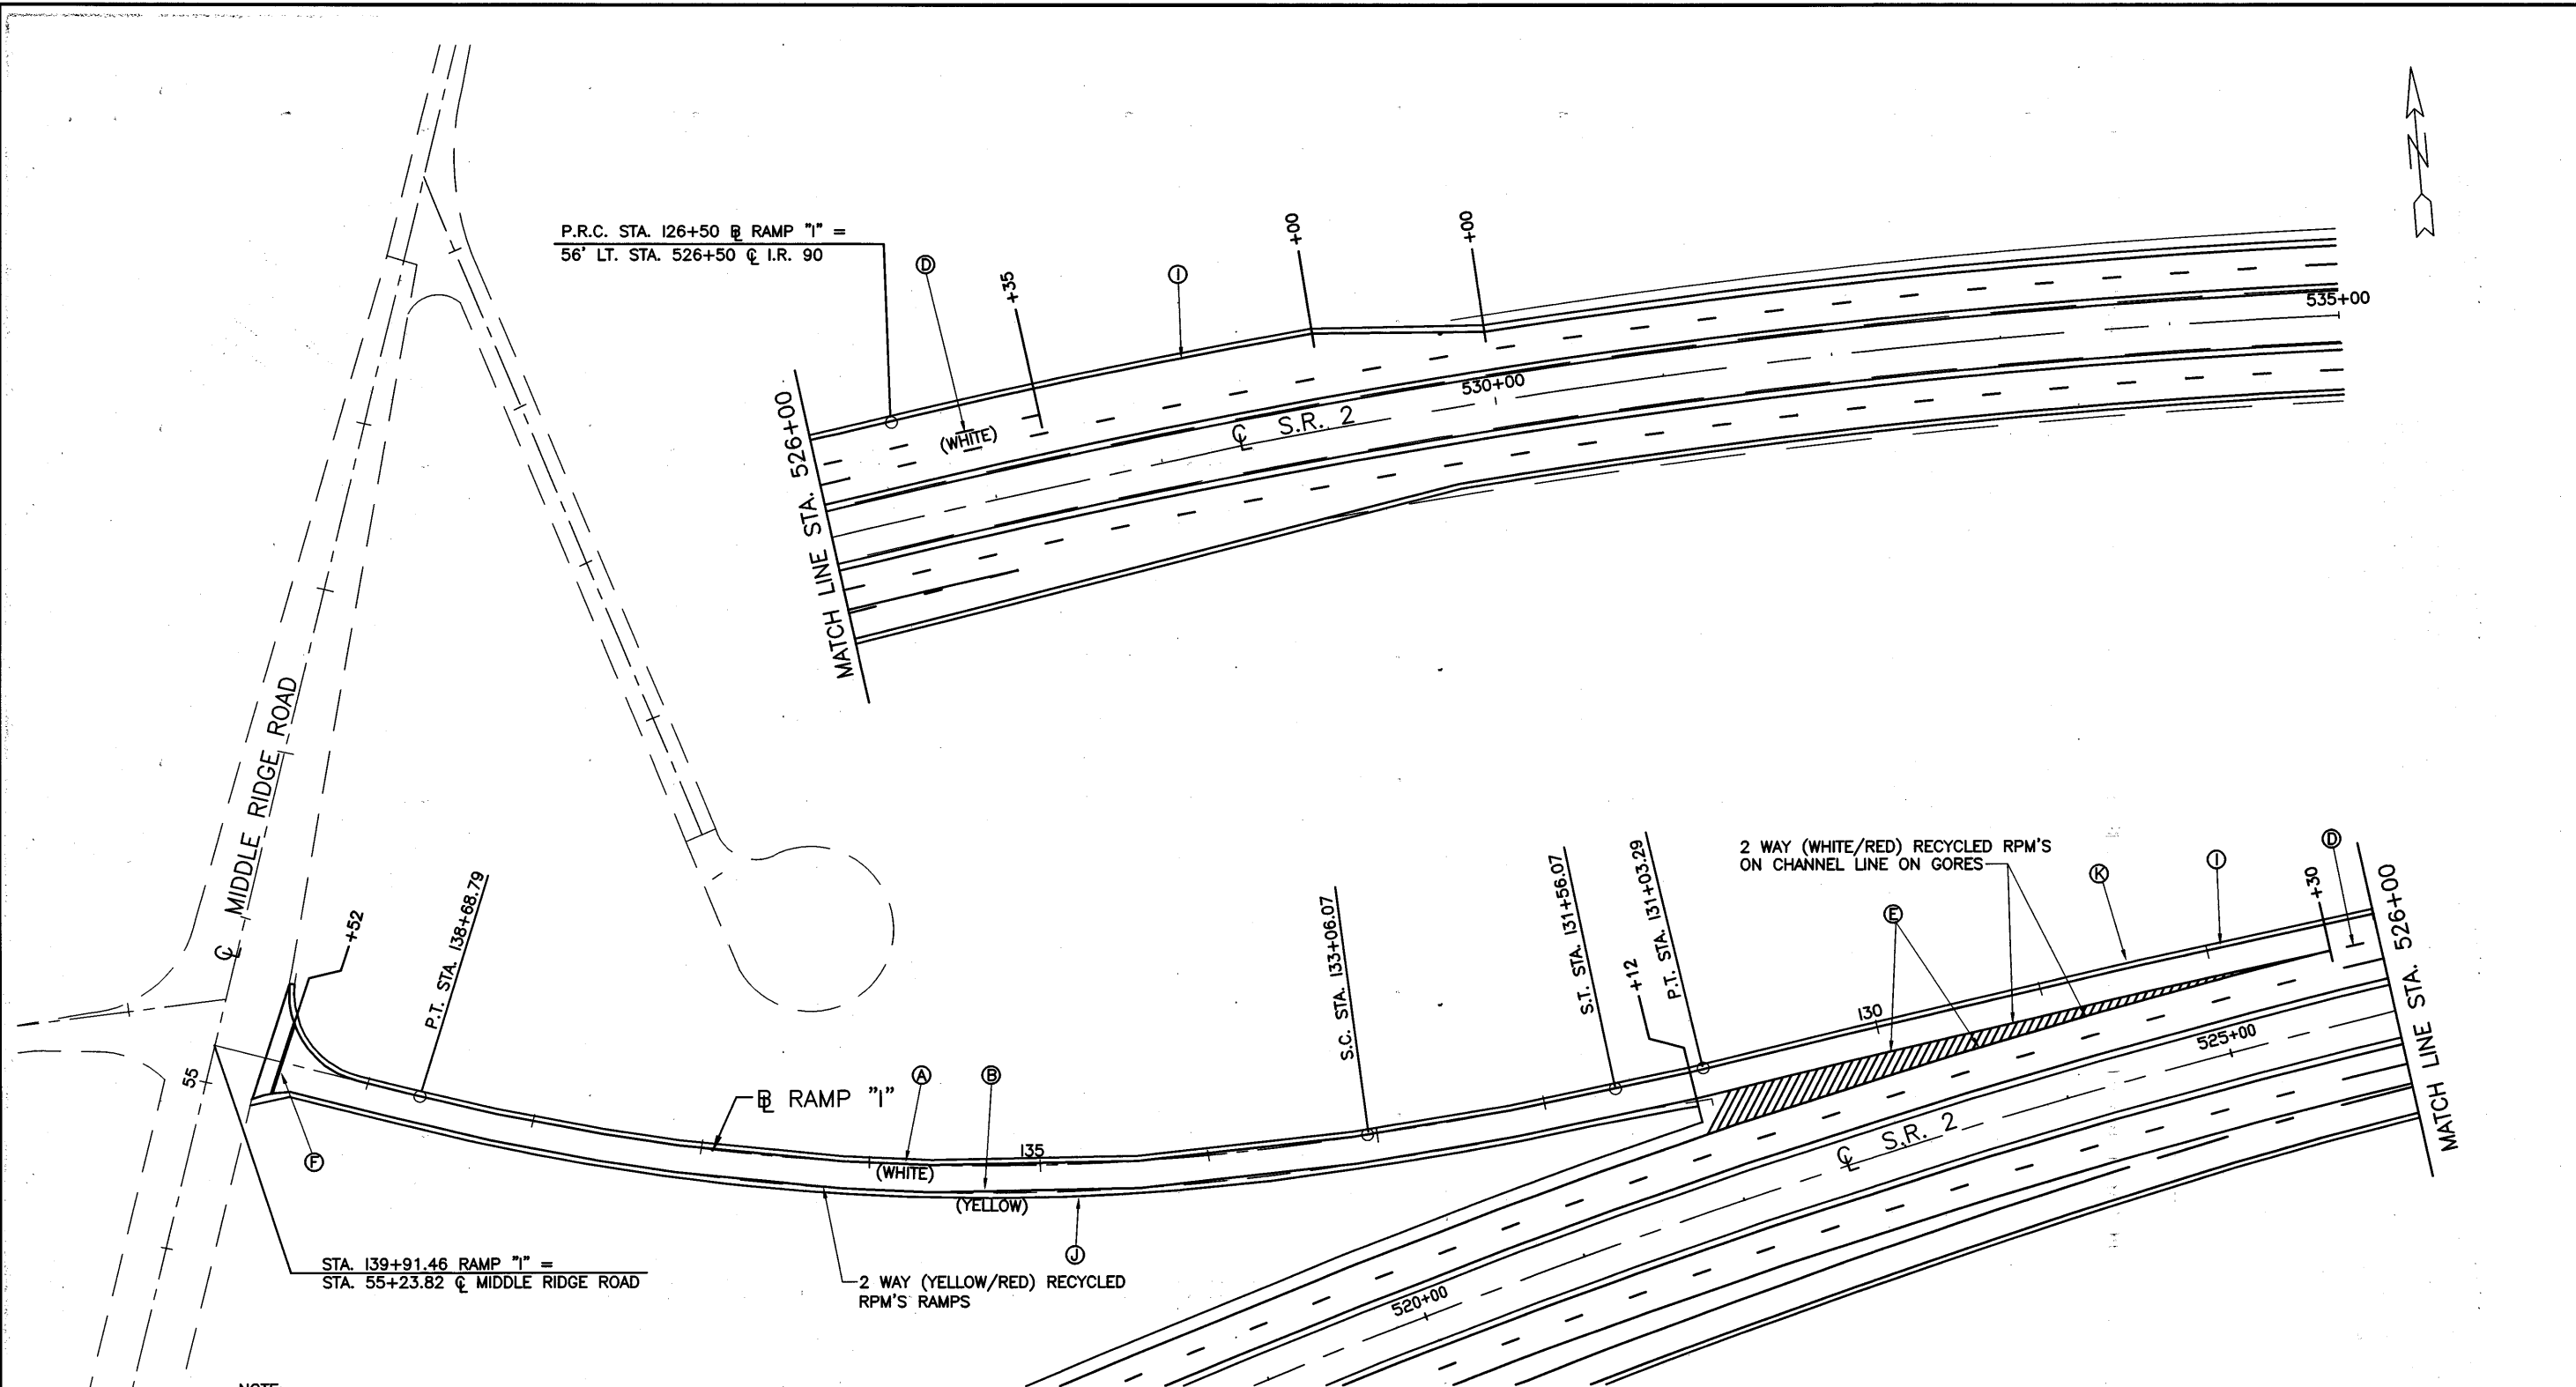 N
P.R.C. STA. 126+50 ⅊ RAMP "I" =
56' LT. STA. 526+50 ℄ I.R. 90
D
+35
I
+00
+00
535+00
530+00
℄ S.R. 2
(WHITE)
MATCH LINE STA. 526+00
℄ MIDDLE RIDGE ROAD
+52
P.T. STA. 138+68.79
S.C. STA. 133+06.07
S.T. STA. 131+56.07
+12
P.T. STA. 131+03.29
2 WAY (WHITE/RED) RECYCLED RPM'S
ON CHANNEL LINE ON GORES
E
K
I
+30
D
MATCH LINE STA. 526+00
130
525+00
℄ S.R. 2
55
F
BL RAMP "I"
A
B
135
(WHITE)
(YELLOW)
J
STA. 139+91.46 RAMP "I" =
STA. 55+23.82 ℄ MIDDLE RIDGE ROAD
2 WAY (YELLOW/RED) RECYCLED
RPM'S RAMPS
520+00
NOTE